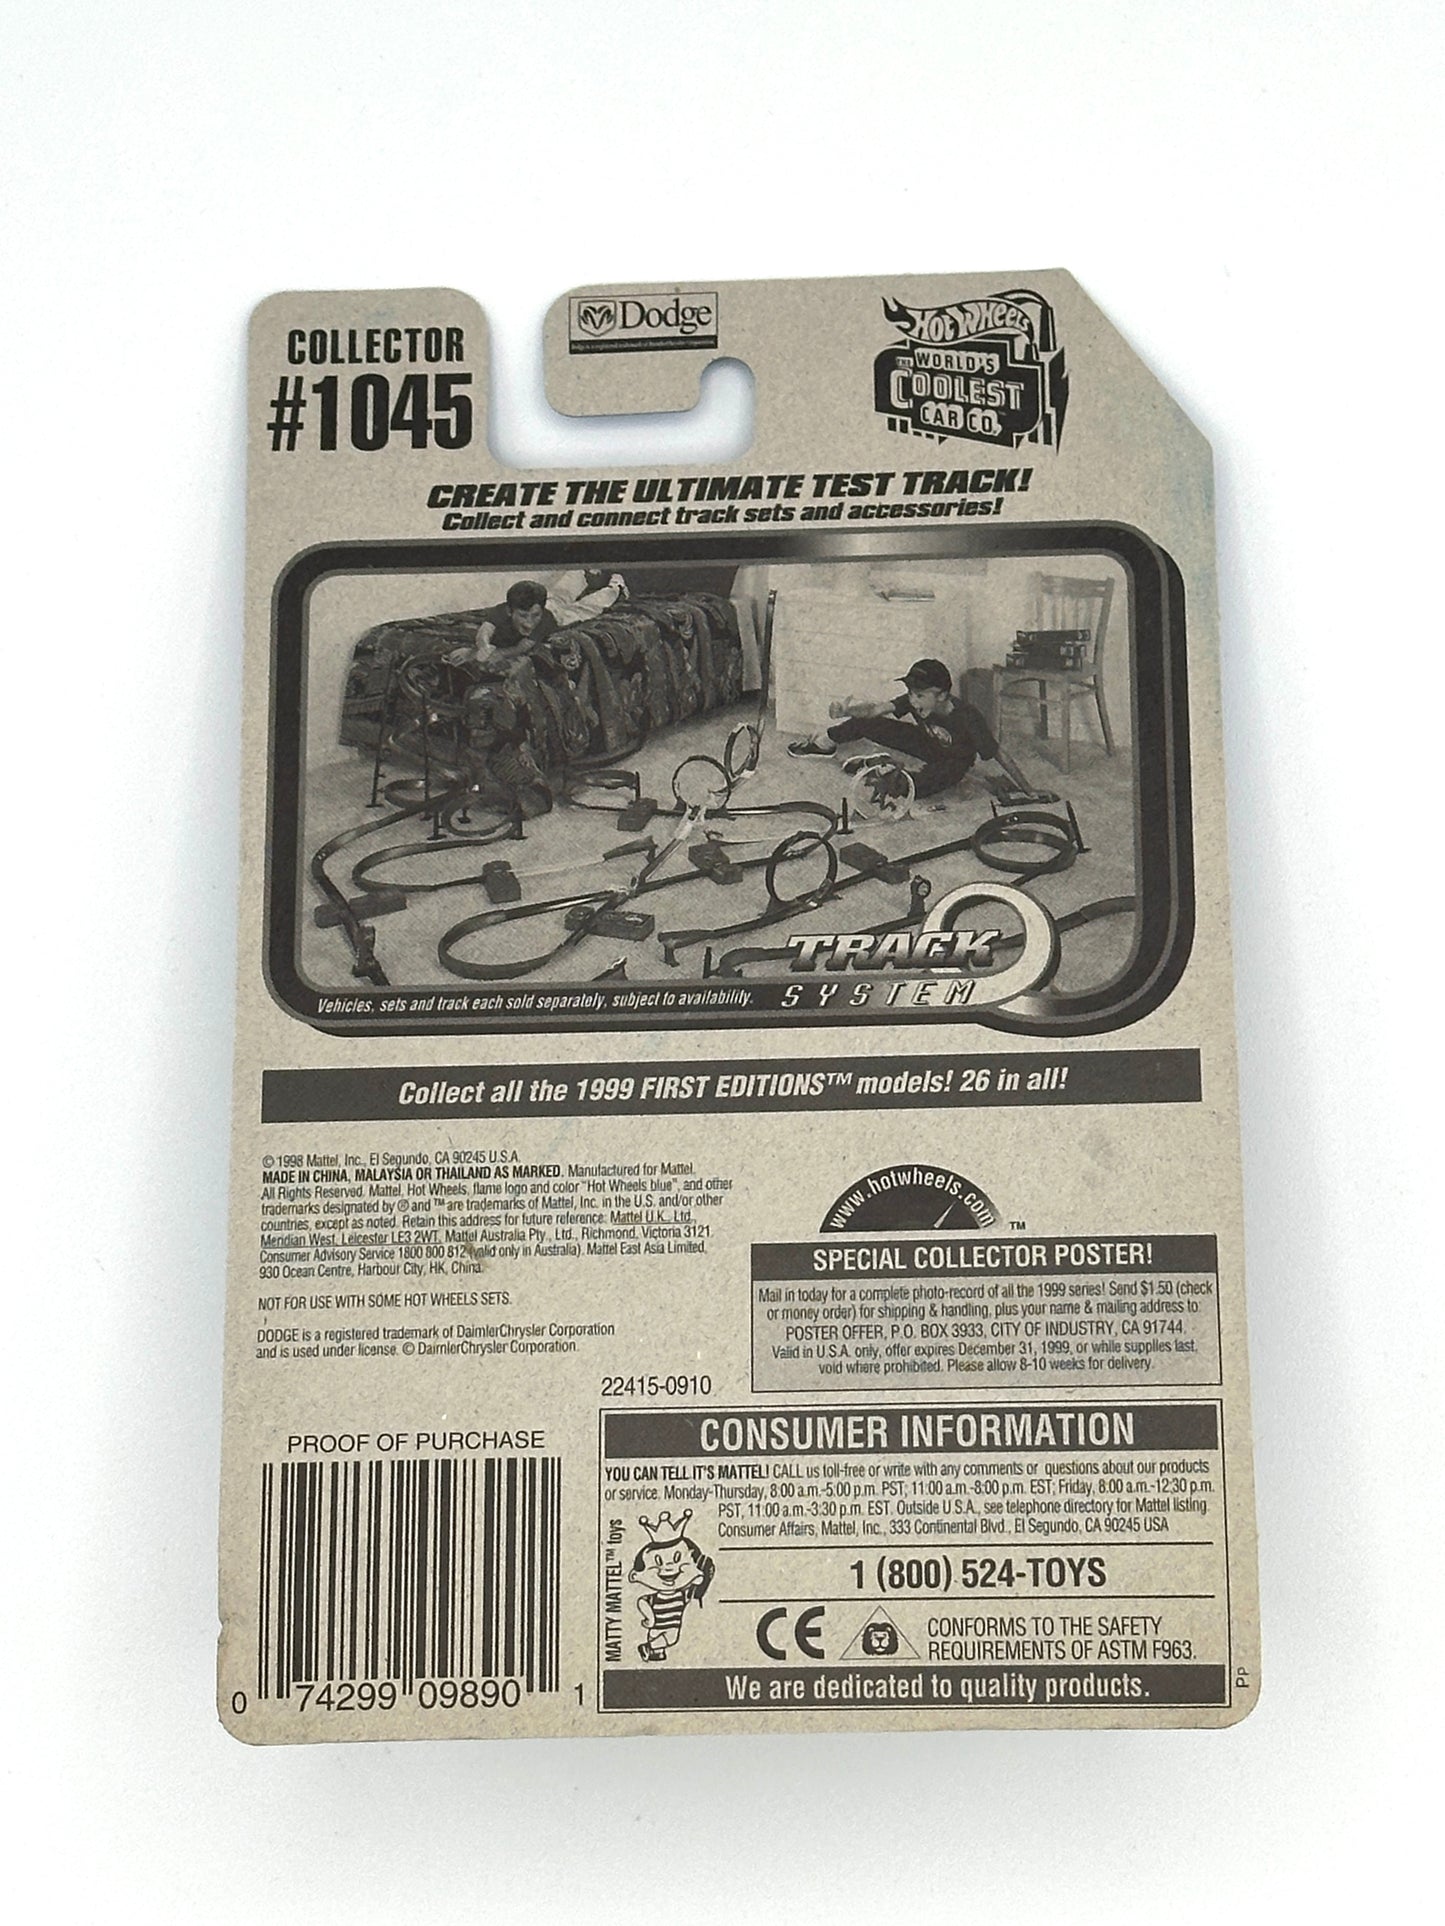 COLLECTOR
#1045
Dodge
HOT WHEELS
THE WORLD'S
COOLEST
CAR CO.
CREATE THE ULTIMATE TEST TRACK!
Collect and connect track sets and accessories!
TRACK
SYSTEM
Vehicles, sets and track each sold separately, subject to availability.
Collect all the 1999 FIRST EDITIONS™ models! 26 in all!
© 1998 Mattel, Inc., El Segundo, CA 90245 U.S.A.
MADE IN CHINA, MALAYSIA OR THAILAND AS MARKED. Manufactured for Mattel.
All Rights Reserved. Mattel, Hot Wheels, flame logo and color "Hot Wheels blue", and other
trademarks designated by ® and ™ are trademarks of Mattel, Inc. in the U.S. and/or other
countries, except as noted. Retain this address for future reference: Mattel U.K. Ltd.,
Meridian West, Leicester LE3 2WT. Mattel Australia Pty., Ltd., Richmond, Victoria 3121.
Consumer Advisory Service 1800 800 812 (valid only in Australia). Mattel East Asia Limited,
930 Ocean Centre, Harbour City, HK, China.
NOT FOR USE WITH SOME HOT WHEELS SETS.
DODGE is a registered trademark of DaimlerChrysler Corporation
and is used under license. © DaimlerChrysler Corporation.
22415-0910
www.hotwheels.com ™
SPECIAL COLLECTOR POSTER!
Mail in today for a complete photo-record of all the 1999 series! Send $1.50 (check
or money order) for shipping & handling, plus your name & mailing address to:
POSTER OFFER, P.O. BOX 3933, CITY OF INDUSTRY, CA 91744.
Valid in U.S.A. only, offer expires December 31, 1999, or while supplies last,
void where prohibited. Please allow 8-10 weeks for delivery.
PROOF OF PURCHASE
0 74299 09890 1
CONSUMER INFORMATION
YOU CAN TELL IT'S MATTEL! CALL us toll-free or write with any comments or questions about our products
or service. Monday-Thursday, 8:00 a.m.-5:00 p.m. PST; 11:00 a.m.-8:00 p.m. EST; Friday, 8:00 a.m.-12:30 p.m.
PST, 11:00 a.m.-3:30 p.m. EST. Outside U.S.A., see telephone directory for Mattel listing.
Consumer Affairs, Mattel, Inc., 333 Continental Blvd., El Segundo, CA 90245 USA
MATTY MATTEL™ toys
1 (800) 524-TOYS
CE
CONFORMS TO THE SAFETY
REQUIREMENTS OF ASTM F963.
We are dedicated to quality products.
PP